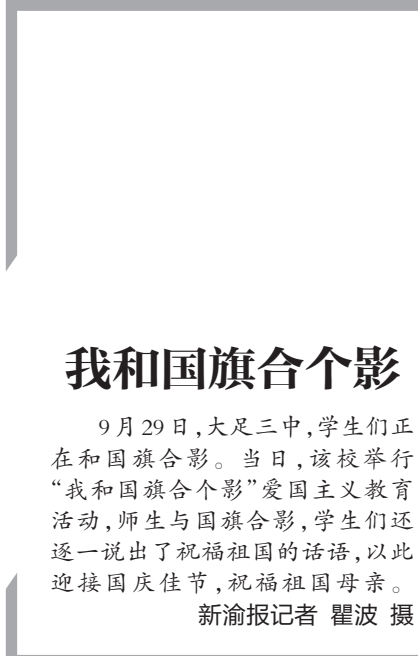 我和国旗合个影
9月29日,大足三中,学生们正
在和国旗合影。当日,该校举行
“我和国旗合个影”爱国主义教育
活动,师生与国旗合影,学生们还
逐一说出了祝福祖国的话语,以此
迎接国庆佳节,祝福祖国母亲。
新渝报记者 瞿波 摄